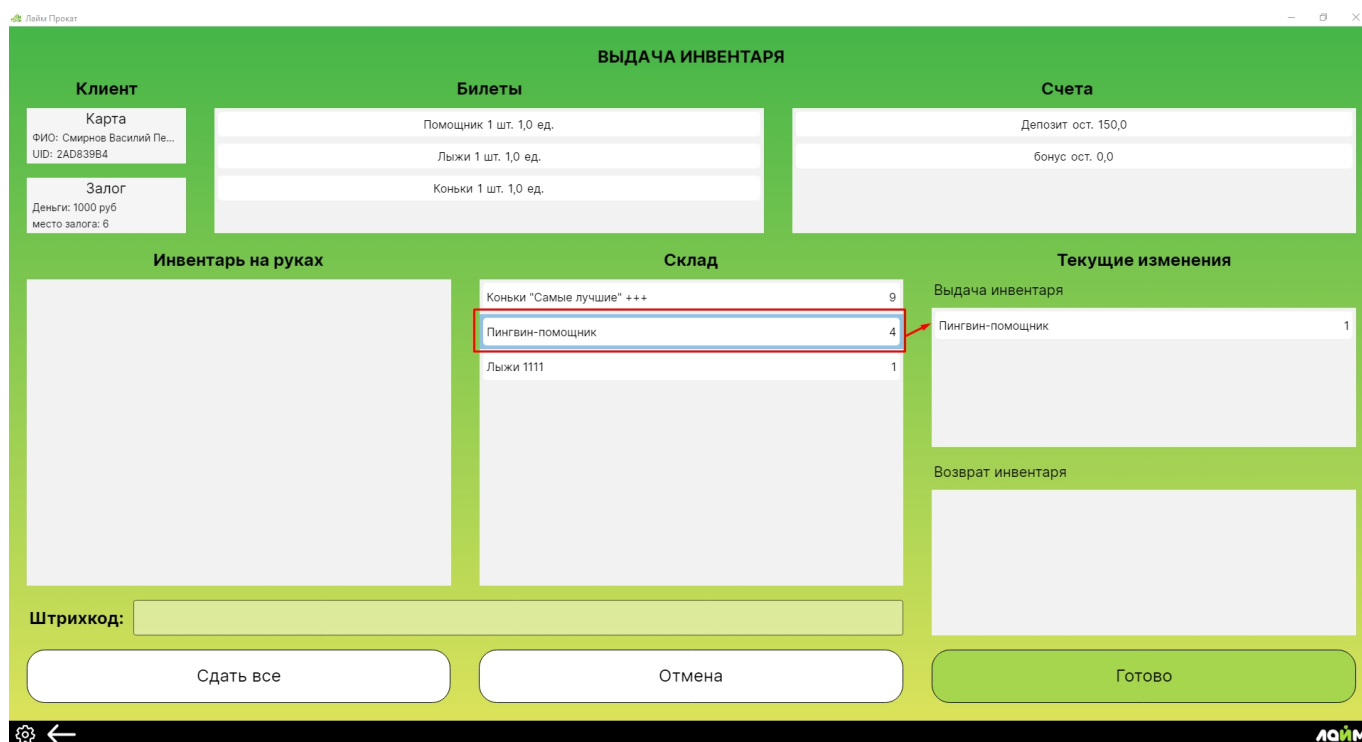 Лайм Прокат
ВЫДАЧА ИНВЕНТАРЯ
Клиент
Карта
ФИО: Смирнов Василий Пе...
UID: 2AD839B4
Залог
Деньги: 1000 руб
место залога: 6
Билеты
Помощник 1 шт. 1,0 ед.
Лыжи 1 шт. 1,0 ед.
Коньки 1 шт. 1,0 ед.
Счета
Депозит ост. 150,0
бонус ост. 0,0
Инвентарь на руках
Склад
Коньки "Самые лучшие" +++ 9
Пингвин-помощник 4
Лыжи 1111 1
Текущие изменения
Выдача инвентаря
Пингвин-помощник 1
Возврат инвентаря
Штрихкод:
Сдать все
Отмена
Готово
лайм